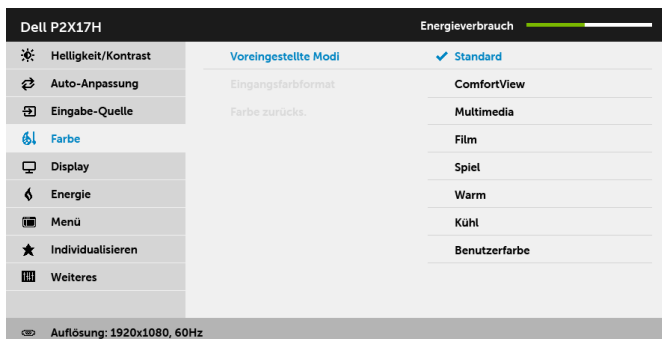 Dell P2X17H Energieverbrauch
Helligkeit/Kontrast Voreingestellte Modi Standard
Auto-Anpassung Eingangsfarbformat ComfortView
Eingabe-Quelle Farbe zurücks. Multimedia
Farbe Film
Display Spiel
Energie Warm
Menü Kühl
Individualisieren Benutzerfarbe
Weiteres
Auflösung: 1920x1080, 60Hz